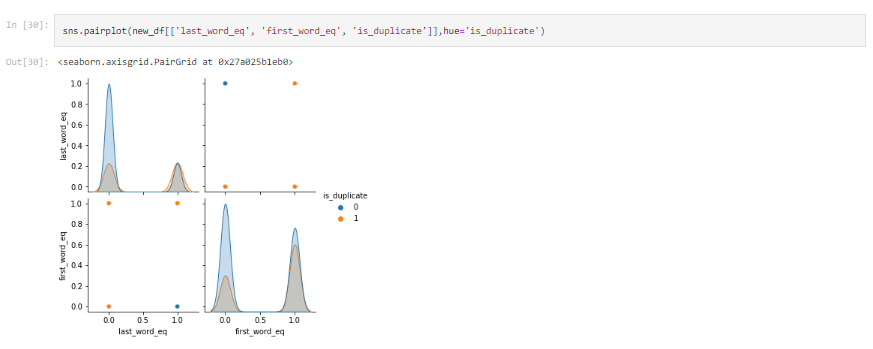 In [30]: sns.pairplot(new_df[['last_word_eq', 'first_word_eq', 'is_duplicate']],hue='is_duplicate')
Out[30]: <seaborn.axisgrid.PairGrid at 0x27a025b1eb0>
last_word_eq
1.0
0.8
0.6
0.4
0.2
0.0
is_duplicate
0
1
first_word_eq
1.0
0.8
0.6
0.4
0.2
0.0
0.0 0.5 1.0 0.0 0.5 1.0
last_word_eq first_word_eq